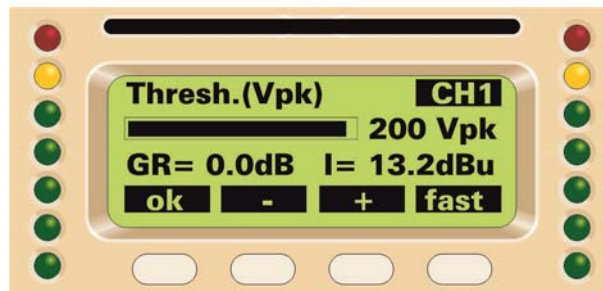 Thresh.(Vpk) CH1
200 Vpk
GR= 0.0dB I= 13.2dBu
ok - + fast